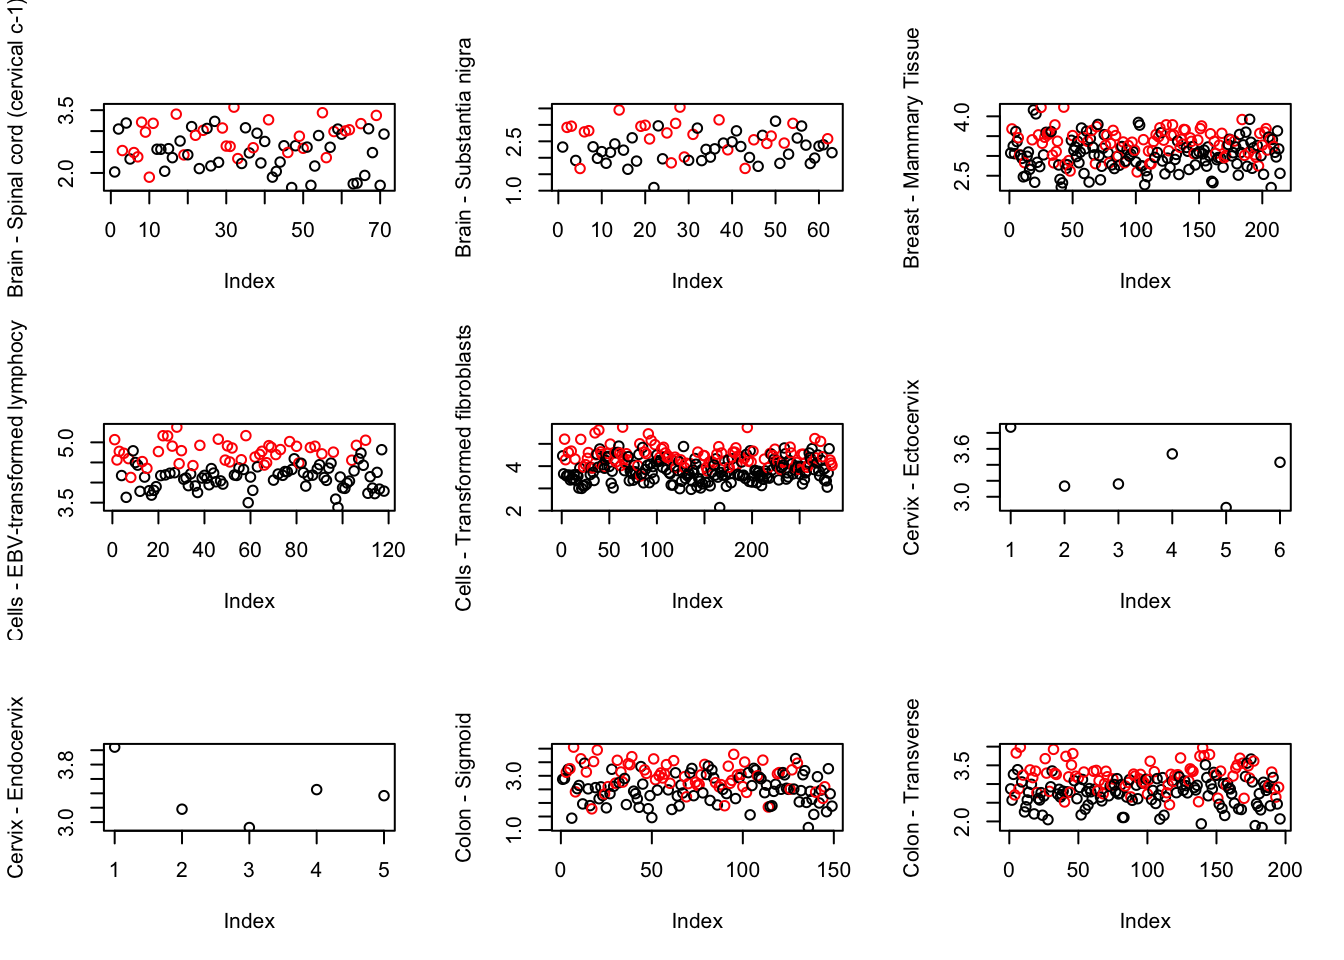 Brain - Spinal cord (cervical c-1)
2.0 3.5
0 10 30 50 70
Index
Brain - Substantia nigra
1.0 2.5
0 10 20 30 40 50 60
Index
Breast - Mammary Tissue
2.5 4.0
0 50 100 150 200
Index
Cells - EBV-transformed lymphocy
3.5 5.0
0 20 40 60 80 120
Index
Cells - Transformed fibroblasts
2 4
0 50 100 200
Index
Cervix - Ectocervix
3.0 3.6
1 2 3 4 5 6
Index
Cervix - Endocervix
3.0 3.8
1 2 3 4 5
Index
Colon - Sigmoid
1.0 3.0
0 50 100 150
Index
Colon - Transverse
2.0 3.5
0 50 100 150 200
Index